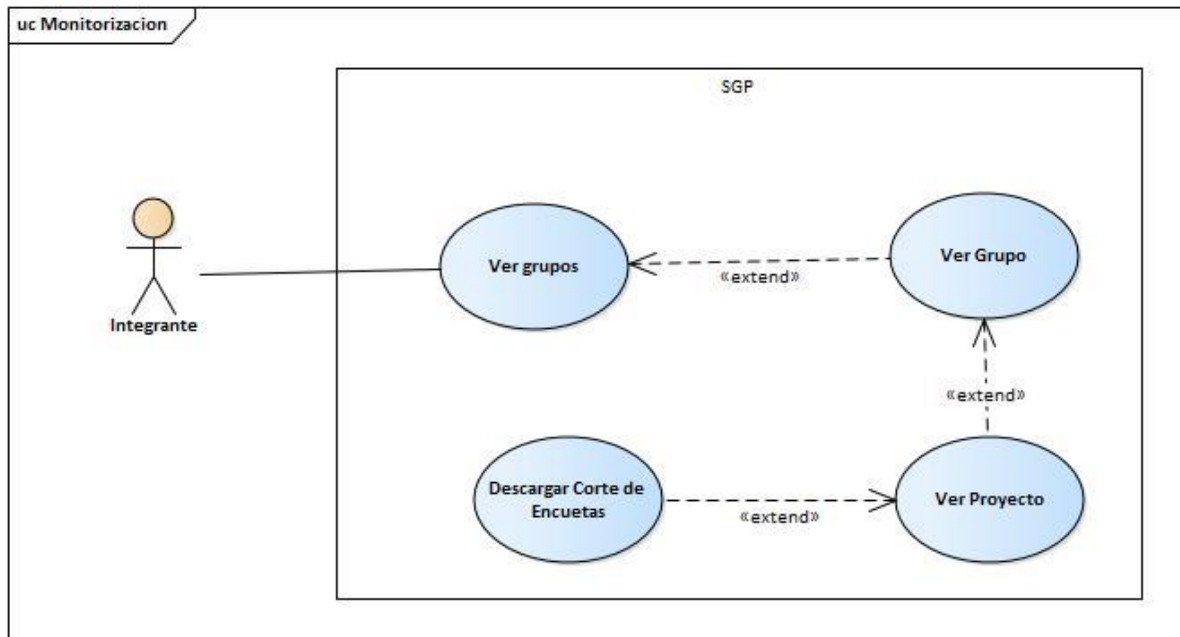 uc Monitorizacion
SGP
Integrante
Ver grupos
«extend»
Ver Grupo
«extend»
Descargar Corte de
Encuetas
«extend»
Ver Proyecto